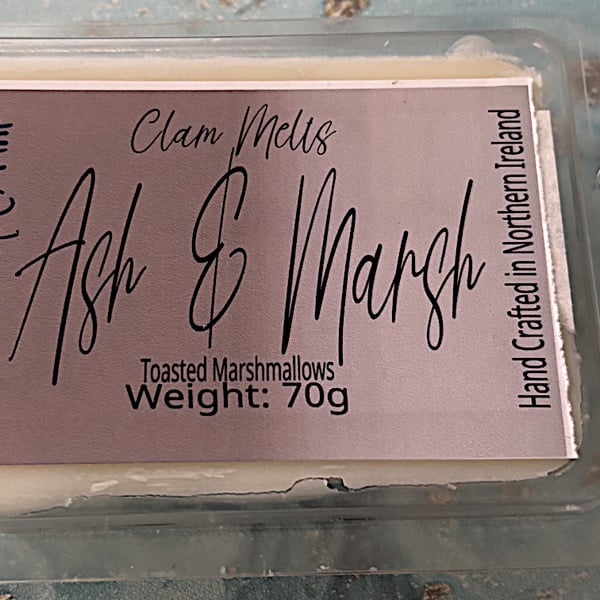 Clam Melts
Ash & Marsh
Toasted Marshmallows
Weight: 70g
Hand Crafted in Northern Ireland